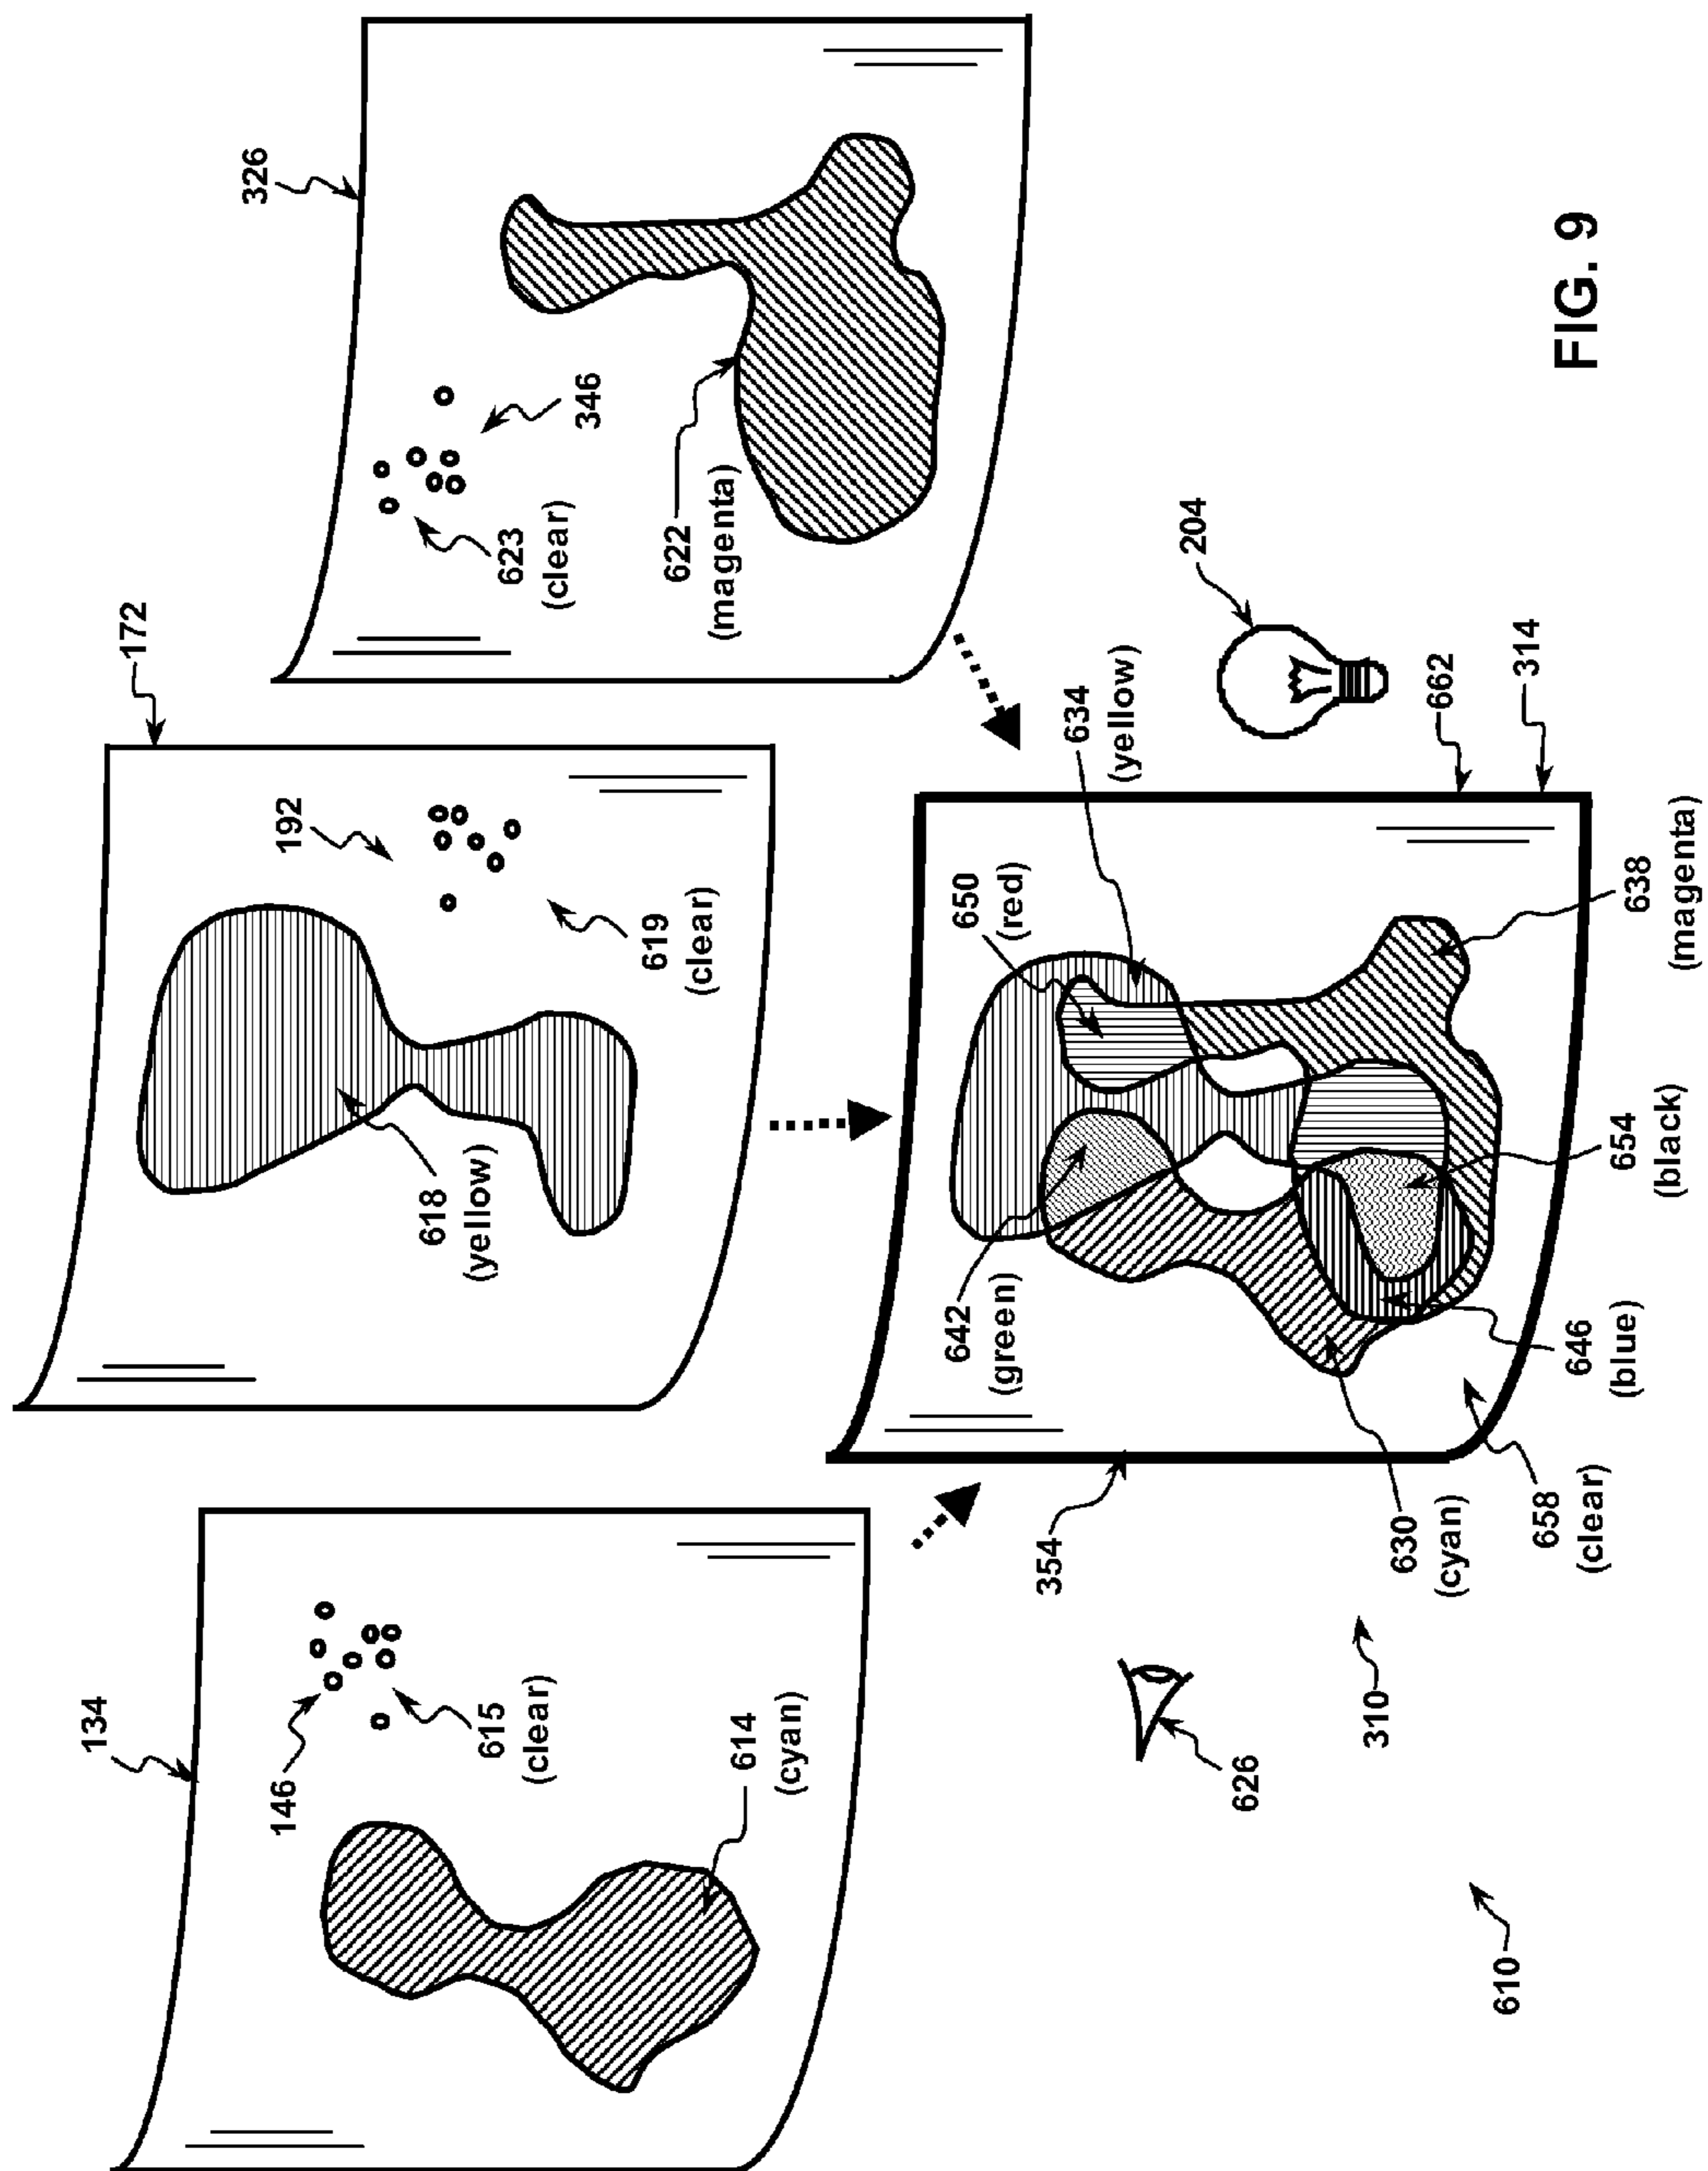 134
146
615
(clear)
614
(cyan)
172
192
619
(clear)
618
(yellow)
326
346
623
(clear)
622
(magenta)
204
634
(yellow)
650
(red)
642
(green)
354
662
314
638
(magenta)
654
(black)
646
(blue)
630
(cyan)
658
(clear)
626
310
610
FIG. 9